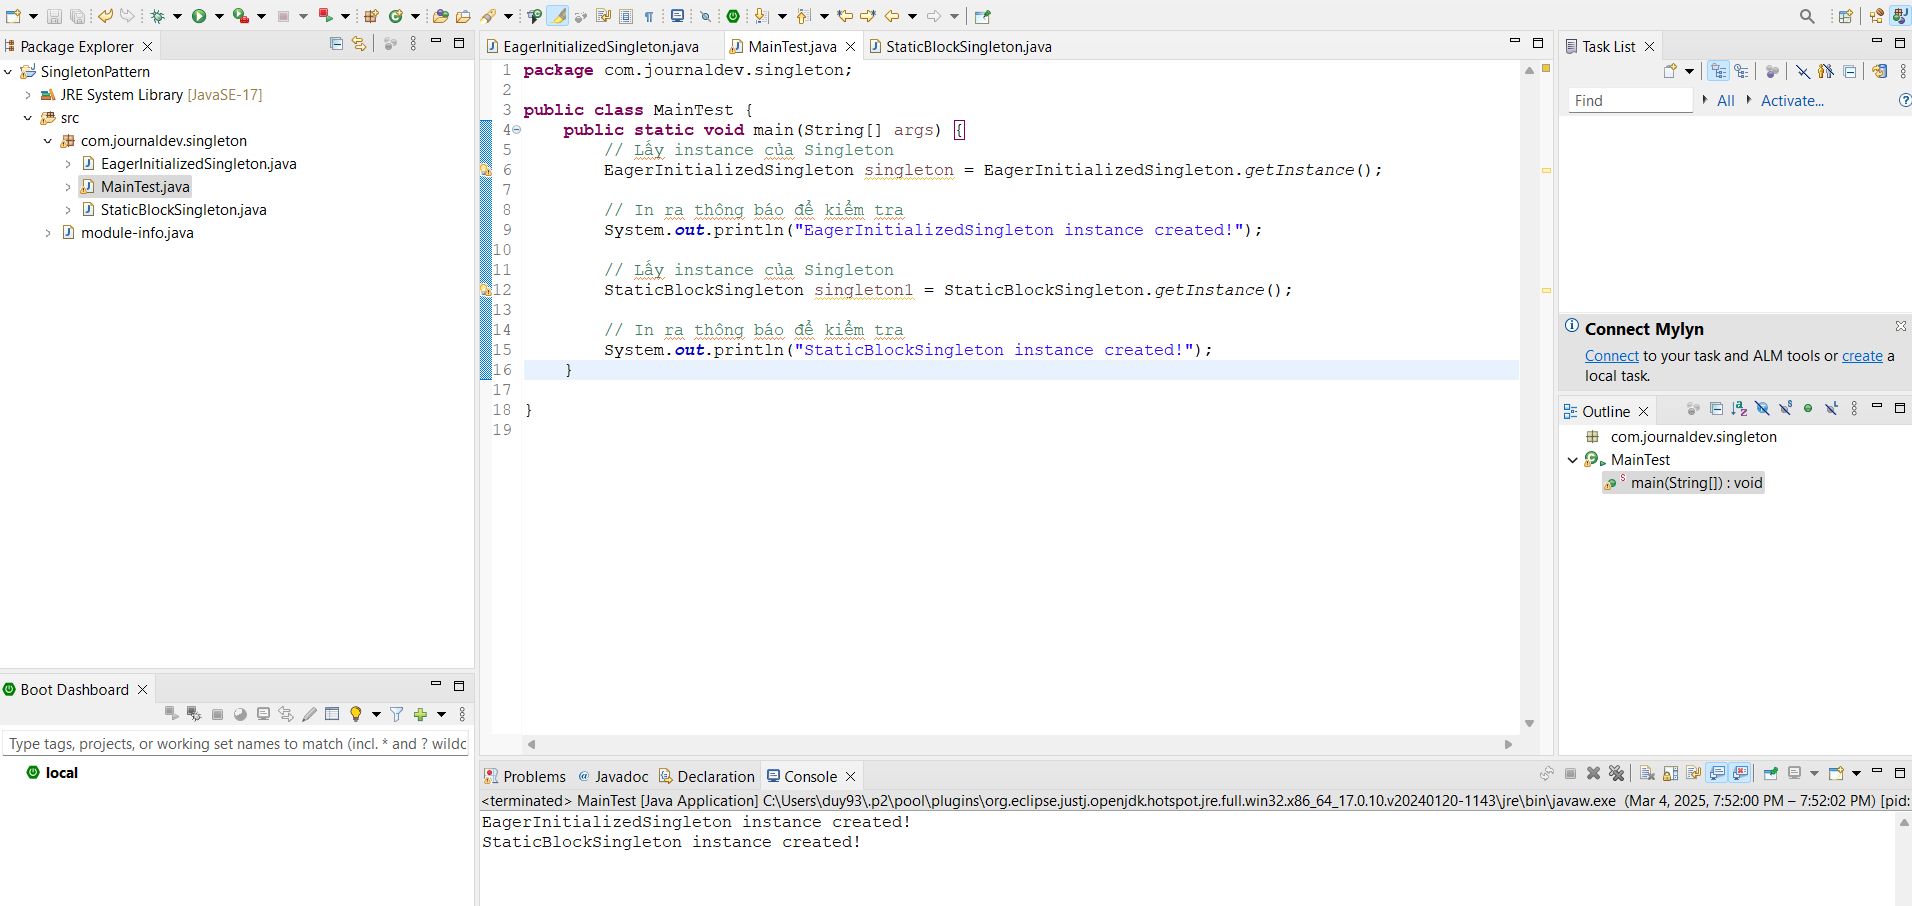 Package Explorer
SingletonPattern
JRE System Library [JavaSE-17]
src
com.journaldev.singleton
EagerInitializedSingleton.java
MainTest.java
StaticBlockSingleton.java
module-info.java
Boot Dashboard
Type tags, projects, or working set names to match (incl. * and ? wildc
local
EagerInitializedSingleton.java MainTest.java StaticBlockSingleton.java
1 package com.journaldev.singleton;
2
3 public class MainTest {
4 public static void main(String[] args) {
5 // Lấy instance của Singleton
6 EagerInitializedSingleton singleton = EagerInitializedSingleton.getInstance();
7
8 // In ra thông báo để kiểm tra
9 System.out.println("EagerInitializedSingleton instance created!");
10
11 // Lấy instance của Singleton
12 StaticBlockSingleton singleton1 = StaticBlockSingleton.getInstance();
13
14 // In ra thông báo để kiểm tra
15 System.out.println("StaticBlockSingleton instance created!");
16 }
17
18 }
19
Problems @ Javadoc Declaration Console
<terminated> MainTest [Java Application] C:\Users\duy93\.p2\pool\plugins\org.eclipse.justj.openjdk.hotspot.jre.full.win32.x86_64_17.0.10.v20240120-1143\jre\bin\javaw.exe (Mar 4, 2025, 7:52:00 PM – 7:52:02 PM) [pid:
EagerInitializedSingleton instance created!
StaticBlockSingleton instance created!
Task List
Find All Activate...
Connect Mylyn
Connect to your task and ALM tools or create a
local task.
Outline
com.journaldev.singleton
MainTest
main(String[]) : void